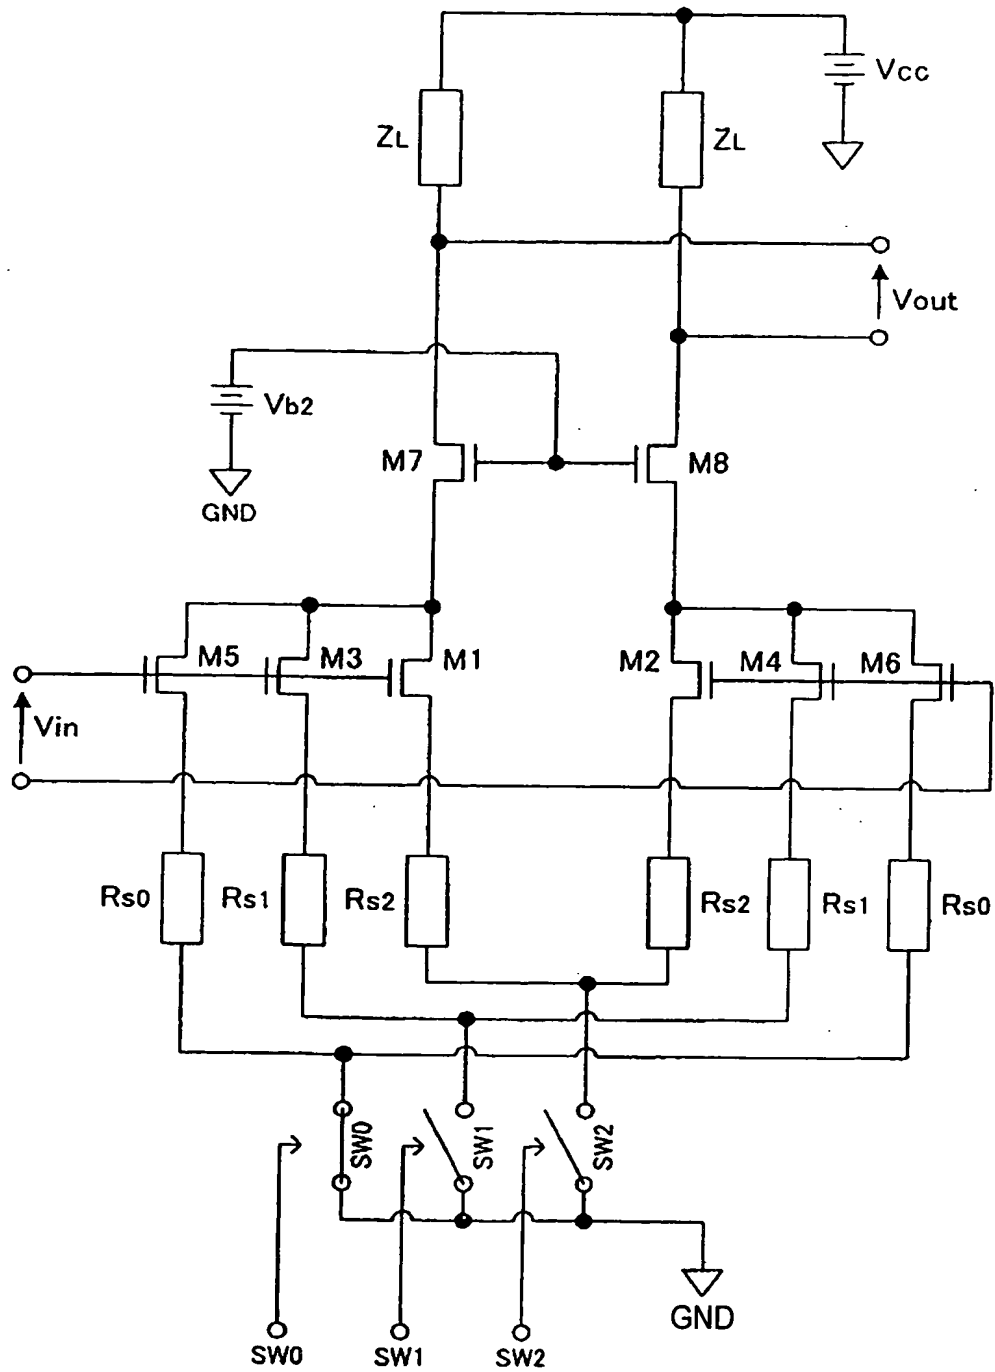 Vcc
ZL
ZL
Vout
Vb2
M7
M8
GND
M5
M3
M1
M2
M4
M6
Vin
Rs0
Rs1
Rs2
Rs2
Rs1
Rs0
SW0
SW1
SW2
GND
SW0
SW1
SW2